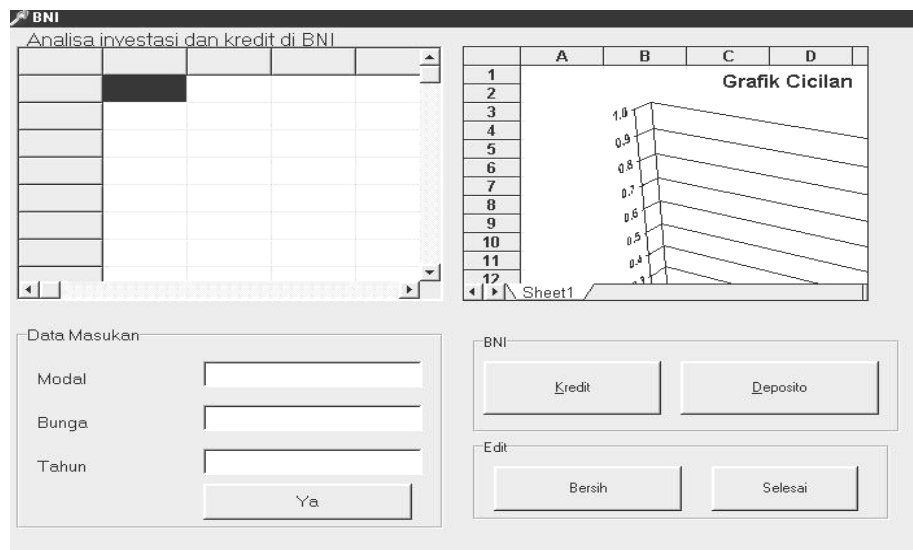 BNI
Analisa investasi dan kredit di BNI
A B C D
1
2
3
4
5
6
7
8
9
10
11
12
Grafik Cicilan
1.0
0.9
0.8
0.7
0.6
0.5
0.4
Sheet1
Data Masukan
Modal
Bunga
Tahun
Ya
BNI
Kredit Deposito
Edit
Bersih Selesai